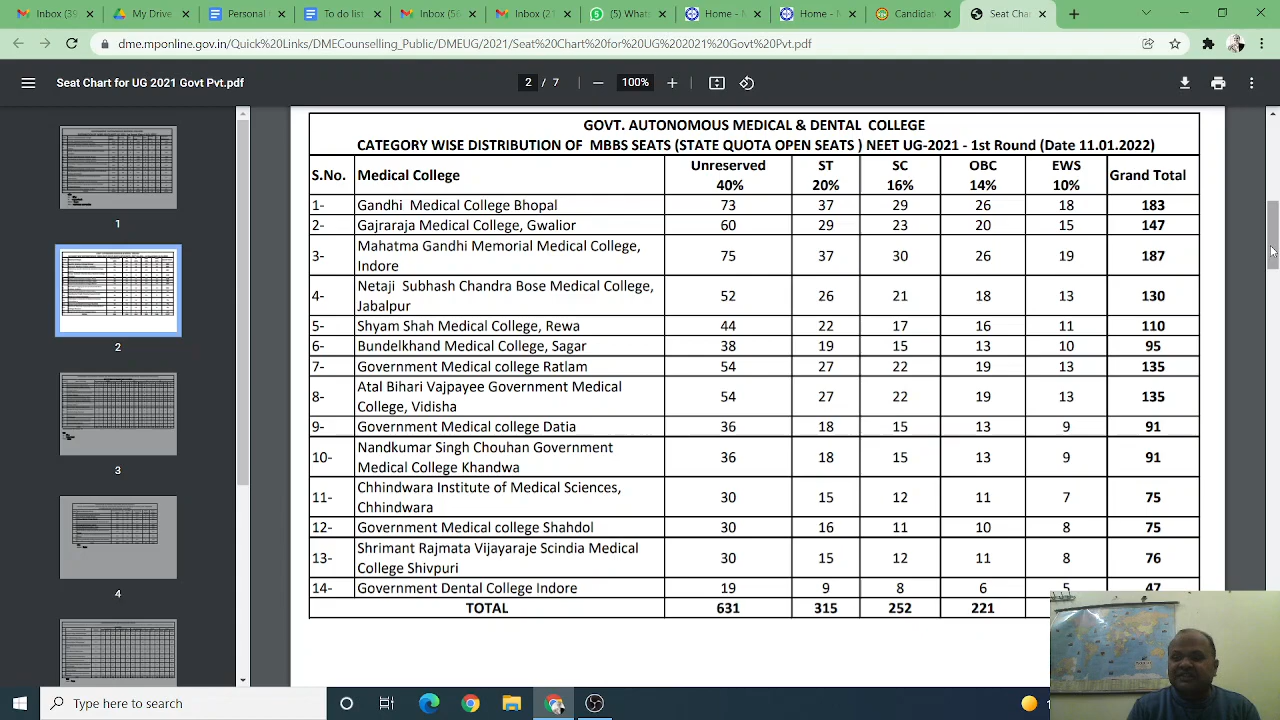 Inbox (39
My Drive
Personal
To do list
Inbox (56
Inbox (21
(5) What
Home -
Home -
Candidat
Seat Cha
dme.mponline.gov.in/Quick Links/DMECounselling_Public/DMEUG/2021/Seat%20Chart%20for%20UG%202021%20Govt%20Pvt.pdf
Seat Chart for UG 2021 Govt Pvt.pdf
2 / 7
100%
1
2
3
4
GOVT. AUTONOMOUS MEDICAL & DENTAL COLLEGE
CATEGORY WISE DISTRIBUTION OF MBBS SEATS (STATE QUOTA OPEN SEATS ) NEET UG-2021 - 1st Round (Date 11.01.2022)
S.No. Medical College Unreserved 40% ST 20% SC 16% OBC 14% EWS 10% Grand Total
1- Gandhi Medical College Bhopal 73 37 29 26 18 183
2- Gajraraja Medical College, Gwalior 60 29 23 20 15 147
3- Mahatma Gandhi Memorial Medical College, Indore 75 37 30 26 19 187
4- Netaji Subhash Chandra Bose Medical College, Jabalpur 52 26 21 18 13 130
5- Shyam Shah Medical College, Rewa 44 22 17 16 11 110
6- Bundelkhand Medical College, Sagar 38 19 15 13 10 95
7- Government Medical college Ratlam 54 27 22 19 13 135
8- Atal Bihari Vajpayee Government Medical College, Vidisha 54 27 22 19 13 135
9- Government Medical college Datia 36 18 15 13 9 91
10- Nandkumar Singh Chouhan Government Medical College Khandwa 36 18 15 13 9 91
11- Chhindwara Institute of Medical Sciences, Chhindwara 30 15 12 11 7 75
12- Government Medical college Shahdol 30 16 11 10 8 75
13- Shrimant Rajmata Vijayaraje Scindia Medical College Shivpuri 30 15 12 11 8 76
14- Government Dental College Indore 19 9 8 6 5 47
TOTAL 631 315 252 221
Type here to search